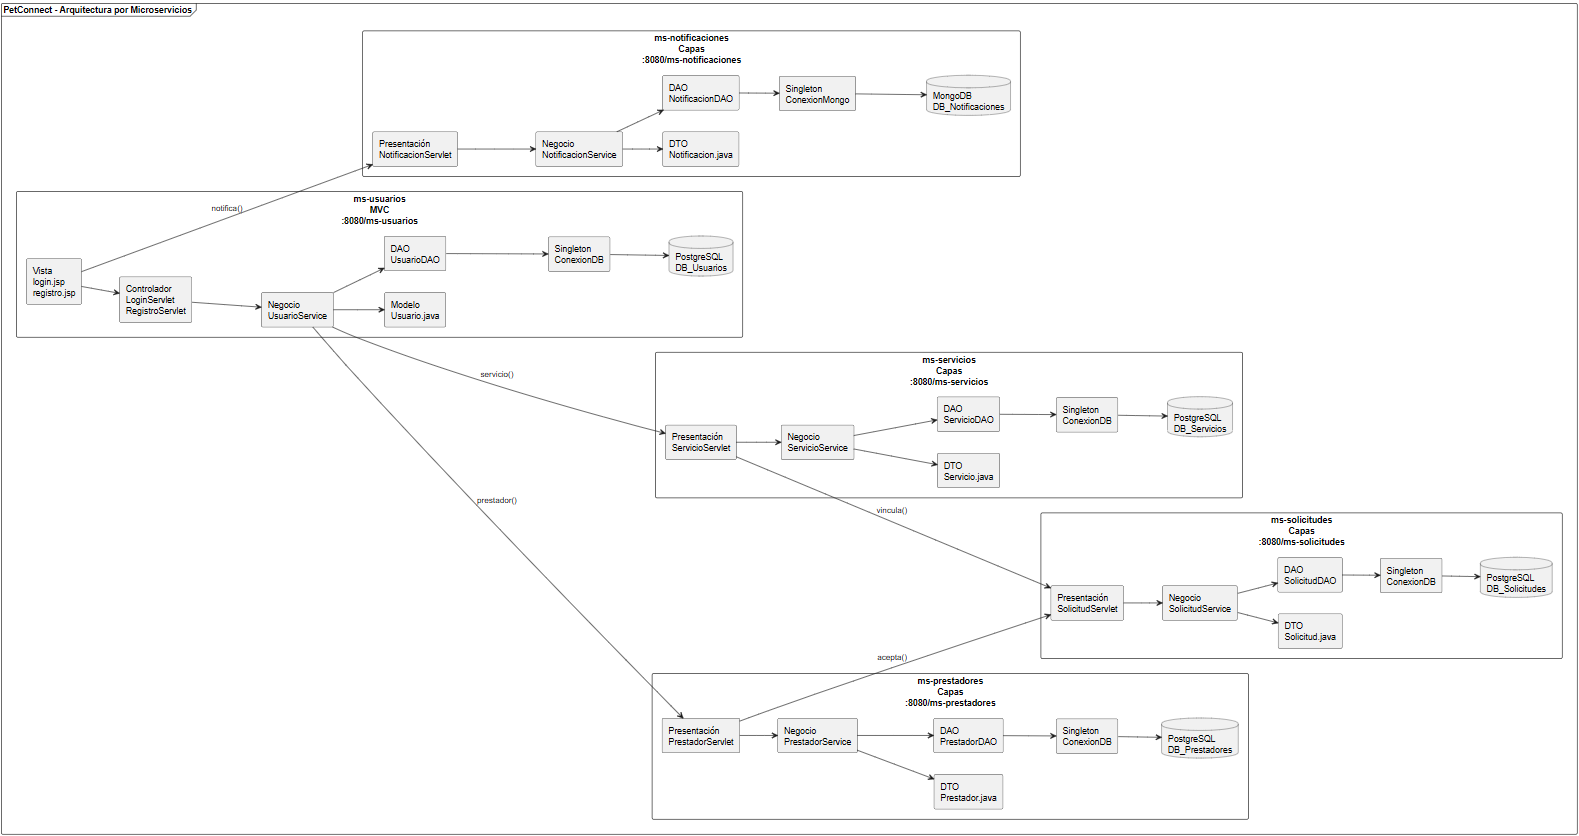 PetConnect - Arquitectura por Microservicios
ms-notificaciones
Capas
:8080/ms-notificaciones
DAO
NotificacionDAO
Singleton
ConexionMongo
MongoDB
DB_Notificaciones
Presentación
NotificacionServlet
Negocio
NotificacionService
DTO
Notificacion.java
notifica()
ms-usuarios
MVC
:8080/ms-usuarios
Vista
login.jsp
registro.jsp
Controlador
LoginServlet
RegistroServlet
Negocio
UsuarioService
DAO
UsuarioDAO
Modelo
Usuario.java
Singleton
ConexionDB
PostgreSQL
DB_Usuarios
servicio()
prestador()
ms-servicios
Capas
:8080/ms-servicios
Presentación
ServicioServlet
Negocio
ServicioService
DAO
ServicioDAO
DTO
Servicio.java
Singleton
ConexionDB
PostgreSQL
DB_Servicios
vincula()
ms-solicitudes
Capas
:8080/ms-solicitudes
Presentación
SolicitudServlet
Negocio
SolicitudService
DAO
SolicitudDAO
DTO
Solicitud.java
Singleton
ConexionDB
PostgreSQL
DB_Solicitudes
acepta()
ms-prestadores
Capas
:8080/ms-prestadores
Presentación
PrestadorServlet
Negocio
PrestadorService
DAO
PrestadorDAO
DTO
Prestador.java
Singleton
ConexionDB
PostgreSQL
DB_Prestadores